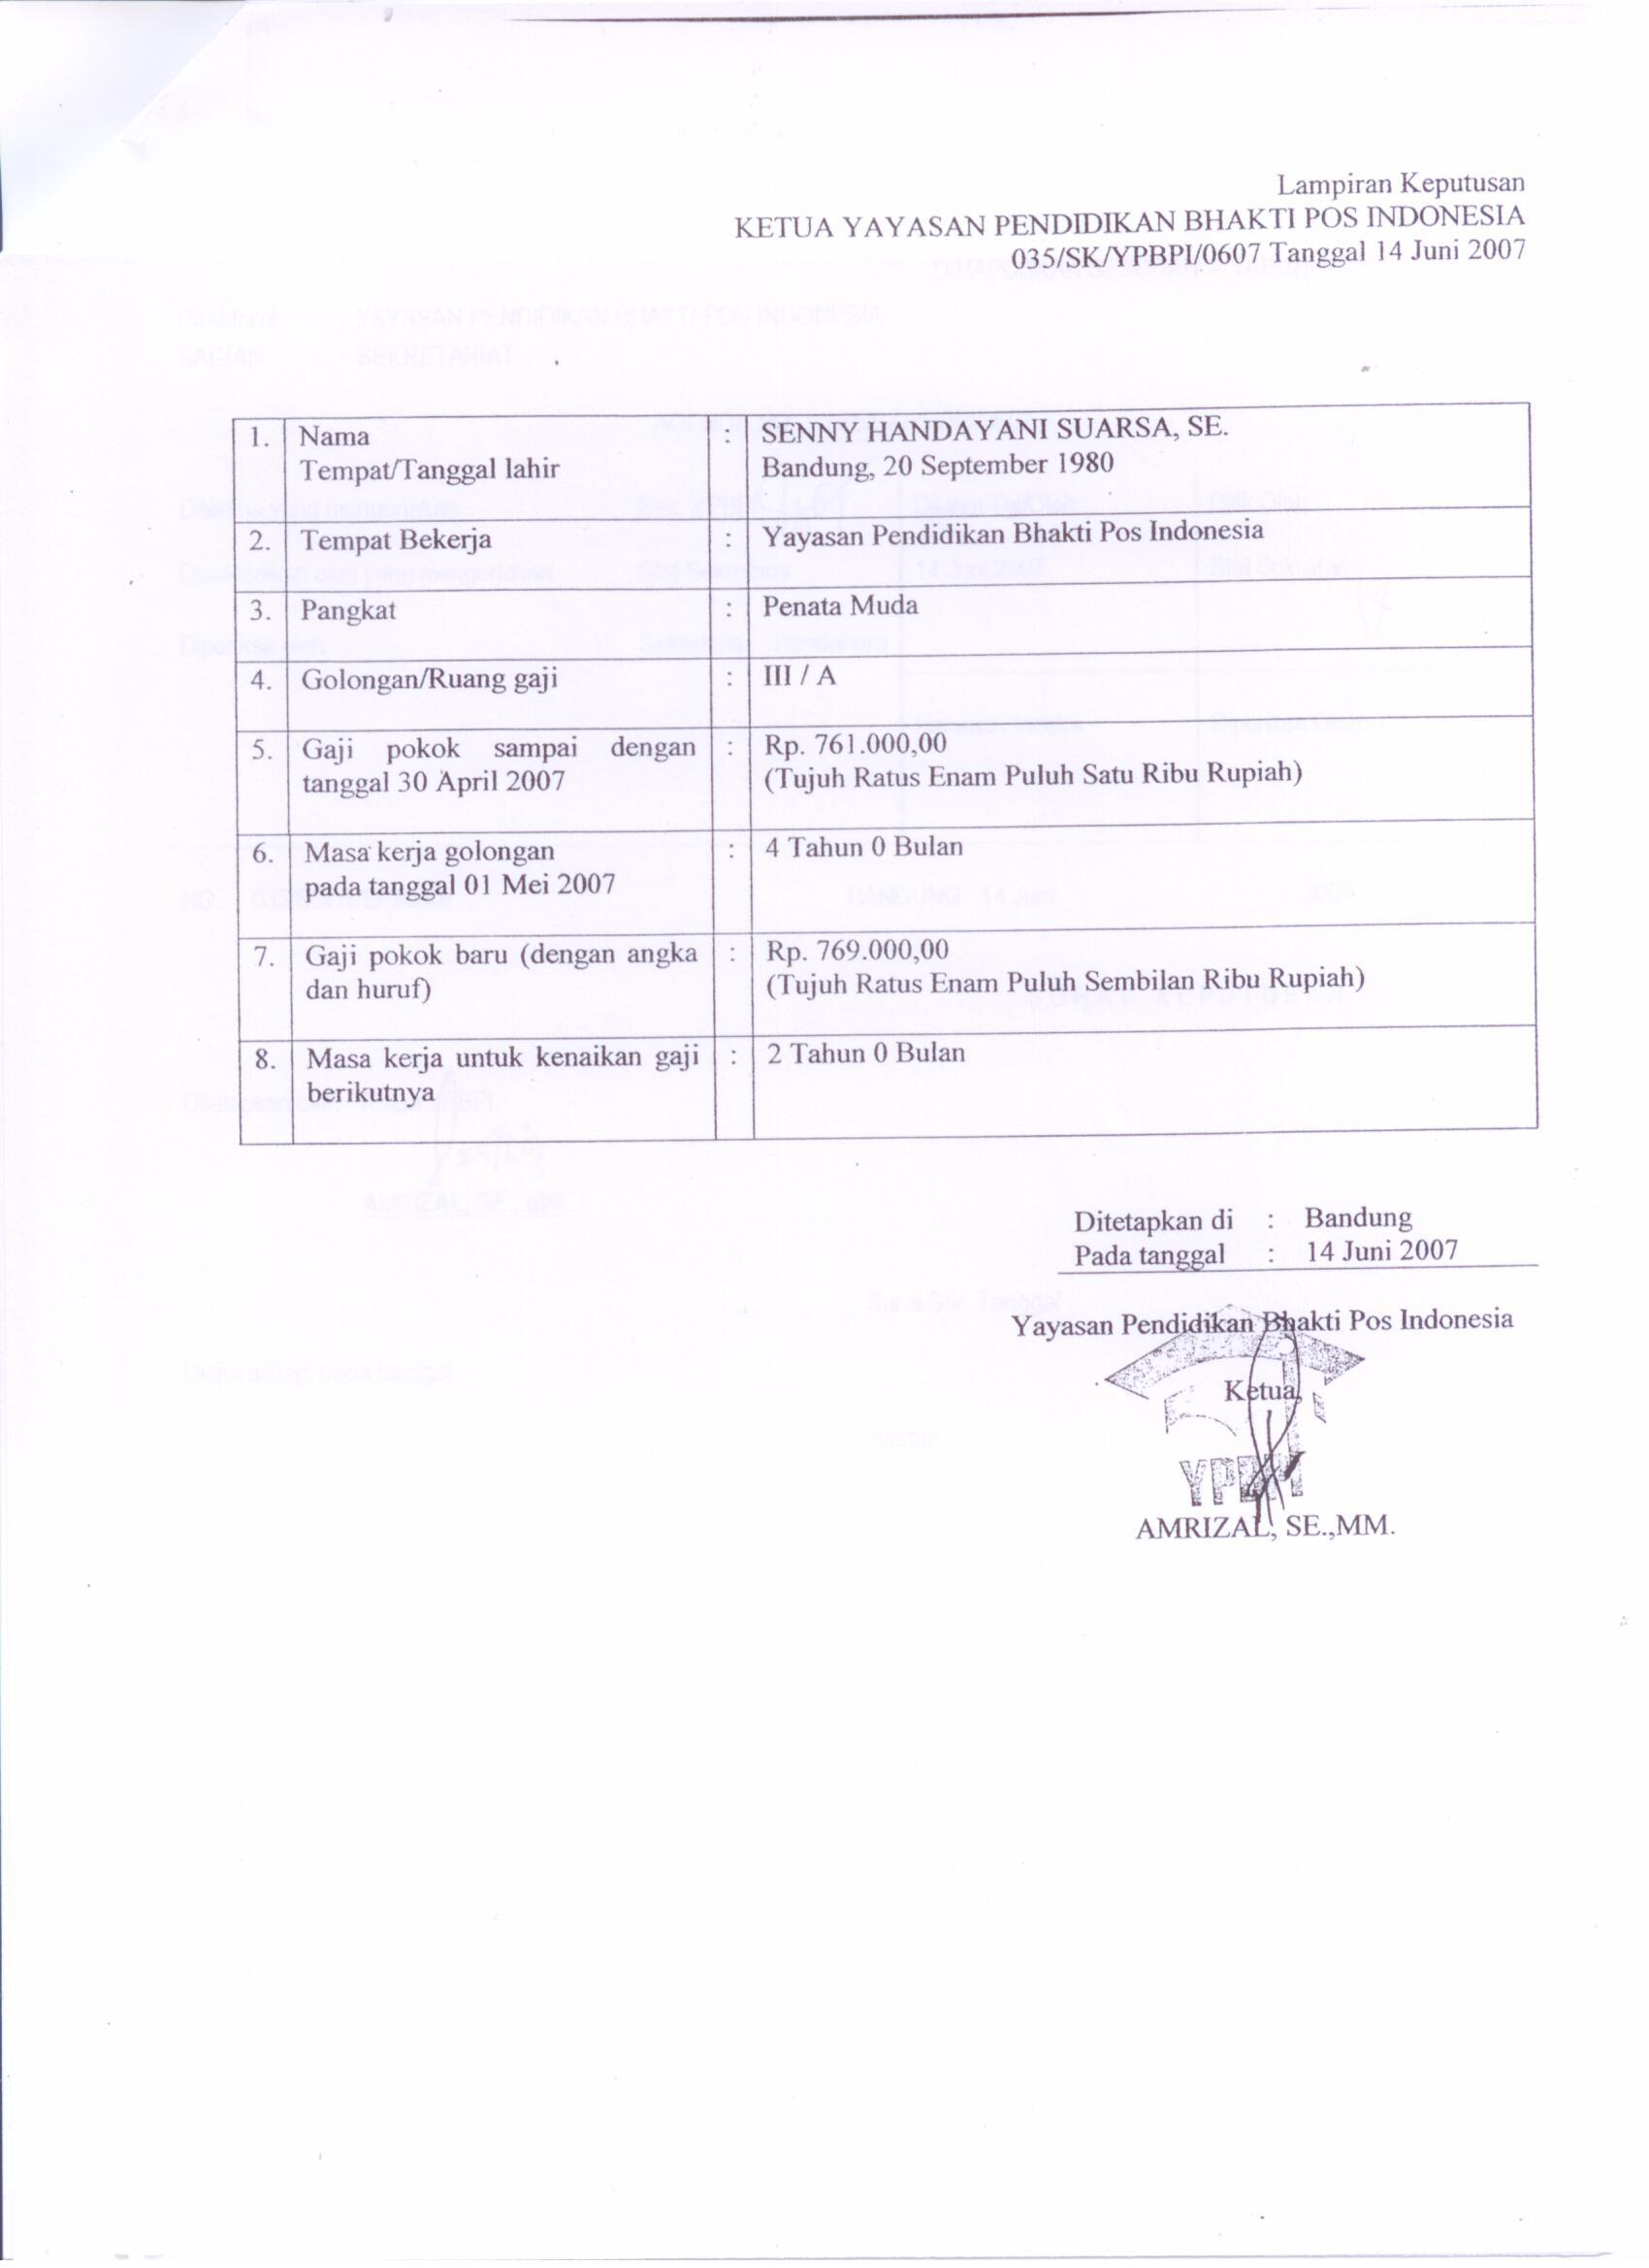 Lampiran Keputusan
KETUA YAYASAN PENDIDIKAN BHAKTI POS INDONESIA
035/SK/YPBPI/0607 Tanggal 14 Juni 2007
1. Nama : SENNY HANDAYANI SUARSA, SE.
Tempat/Tanggal lahir Bandung, 20 September 1980
2. Tempat Bekerja : Yayasan Pendidikan Bhakti Pos Indonesia
3. Pangkat : Penata Muda
4. Golongan/Ruang gaji : III / A
5. Gaji pokok sampai dengan : Rp. 761.000,00
tanggal 30 April 2007 (Tujuh Ratus Enam Puluh Satu Ribu Rupiah)
6. Masa kerja golongan : 4 Tahun 0 Bulan
pada tanggal 01 Mei 2007
7. Gaji pokok baru (dengan angka : Rp. 769.000,00
dan huruf) (Tujuh Ratus Enam Puluh Sembilan Ribu Rupiah)
8. Masa kerja untuk kenaikan gaji : 2 Tahun 0 Bulan
berikutnya
Ditetapkan di : Bandung
Pada tanggal : 14 Juni 2007
Yayasan Pendidikan Bhakti Pos Indonesia
Ketua,
YPBPI
AMRIZAL, SE.,MM.